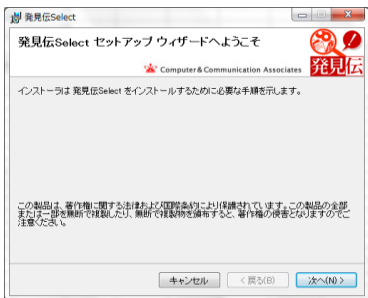 発見伝Select
発見伝Select セットアップ ウィザードへようこそ
Computer & Communication Associates
発見伝
インストーラは 発見伝Select をインストールするために必要な手順を示します。
この製品は、著作権に関する法律および国際条約により保護されています。この製品の全部
または一部を無断で複製したり、無断で複製物を頒布すると、著作権の侵害となりますのでご
注意ください。
キャンセル
< 戻る(B)
次へ(N) >